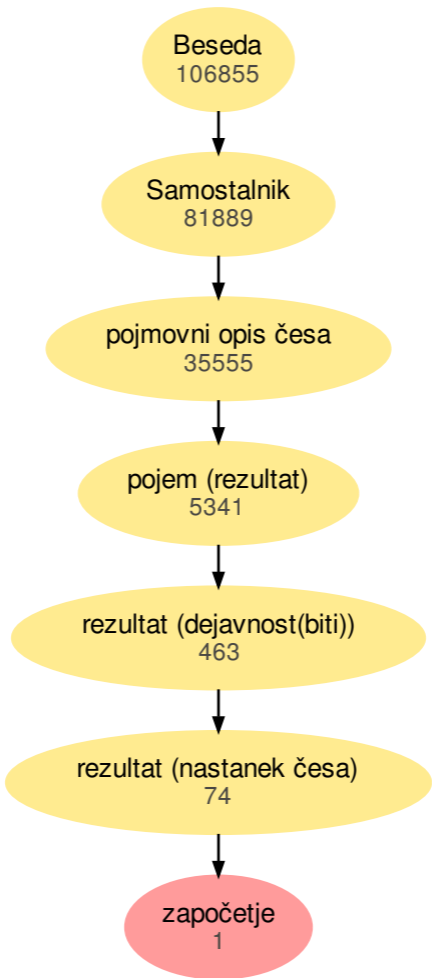 Beseda
106855
Samostalnik
81889
pojmovni opis česa
35555
pojem (rezultat)
5341
rezultat (dejavnost(biti))
463
rezultat (nastanek česa)
74
započetje
1